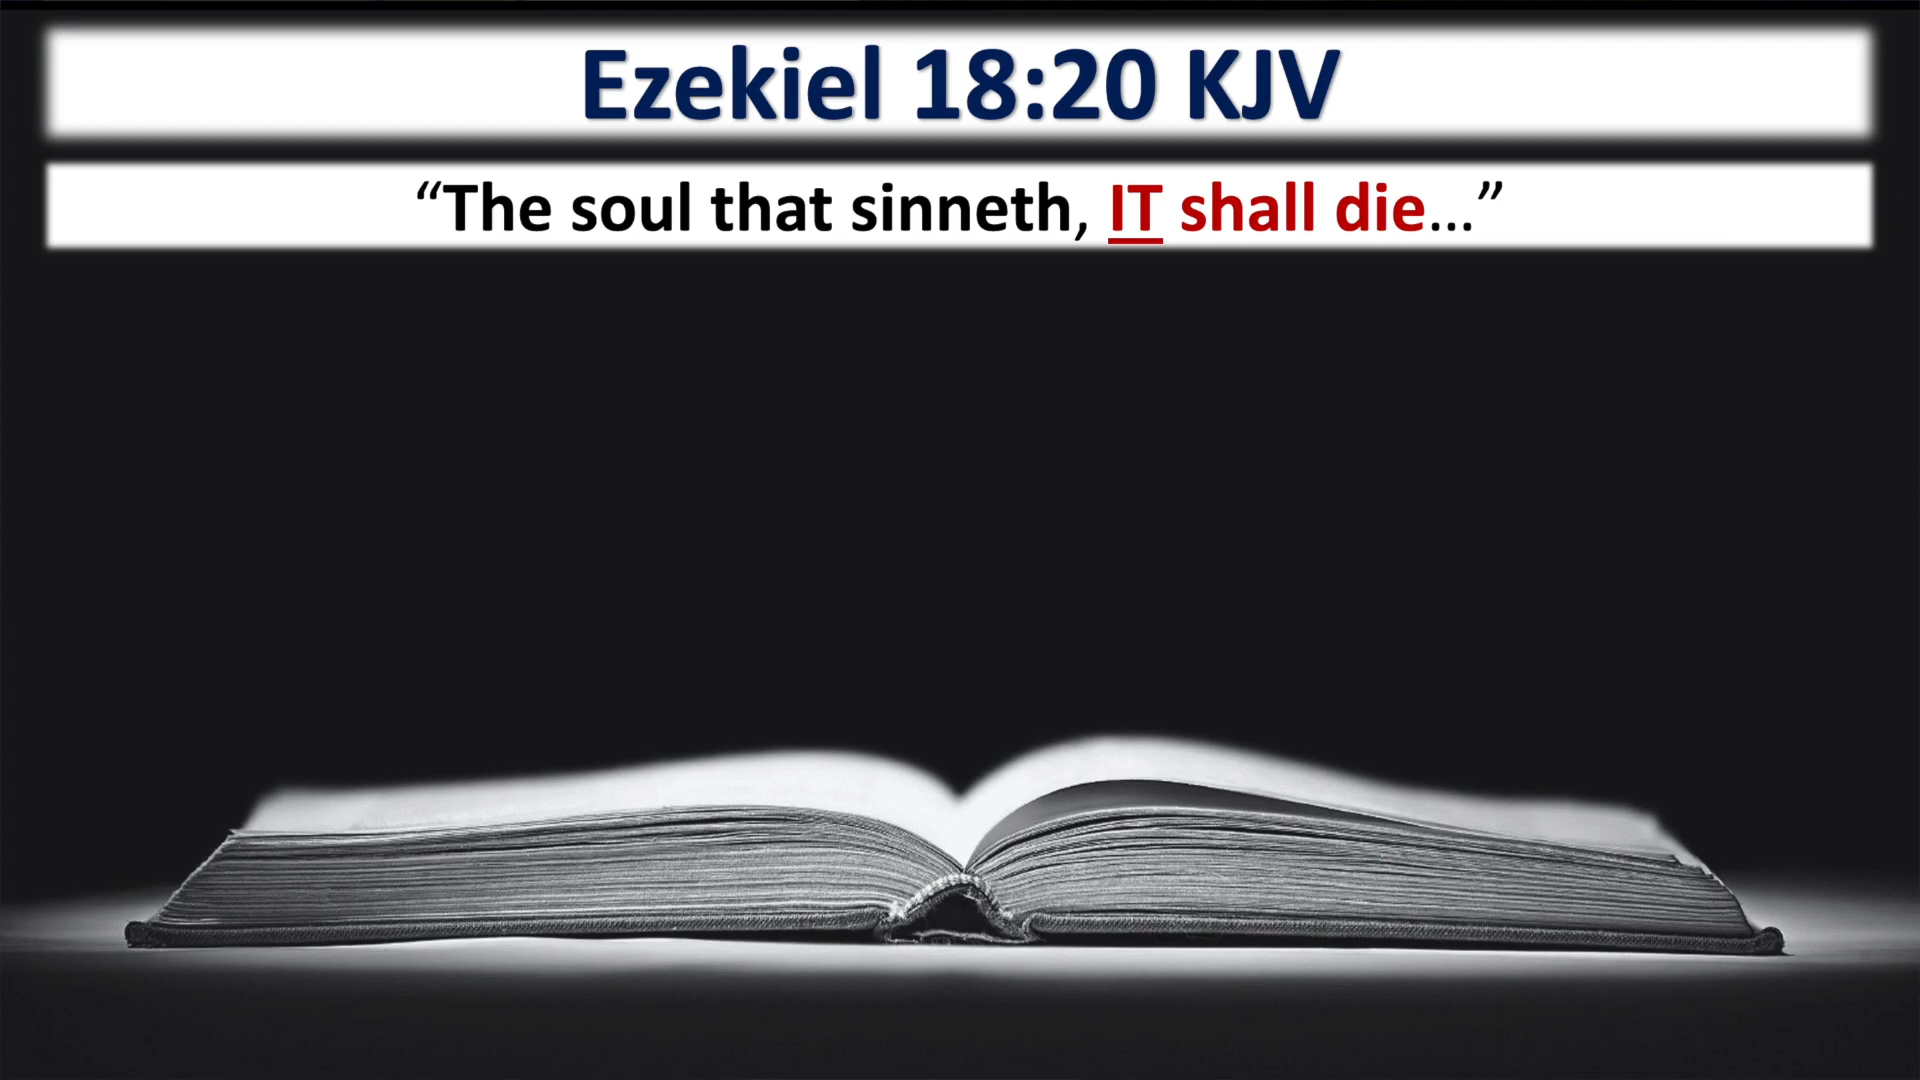 Ezekiel 18:20 KJV
“The soul that sinneth, IT shall die…”